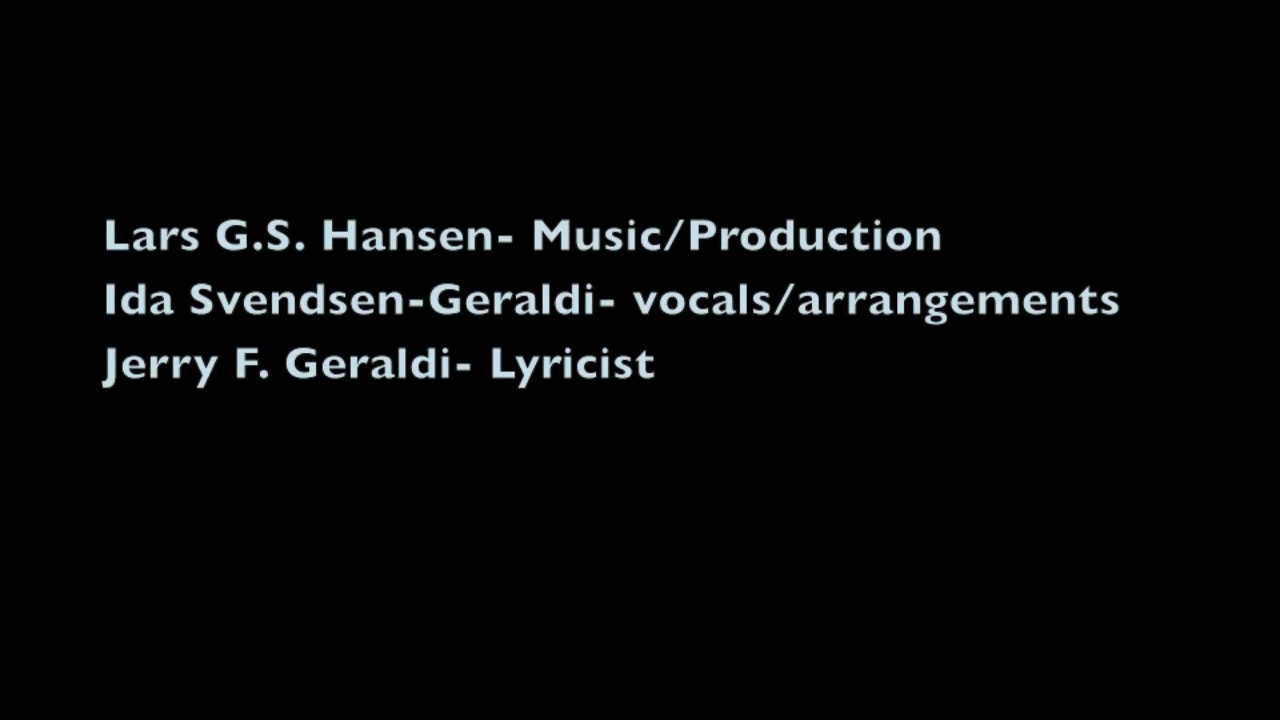 Lars G.S. Hansen- Music/Production
Ida Svendsen-Geraldi- vocals/arrangements
Jerry F. Geraldi- Lyricist